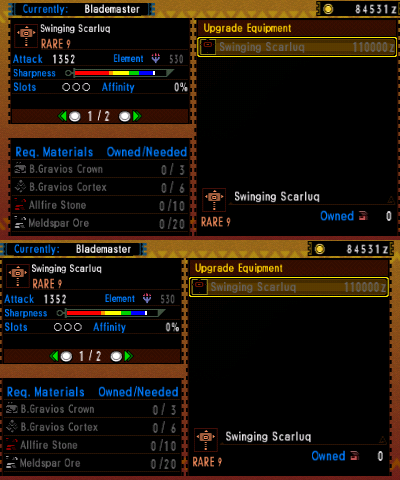 Currently: Blademaster
84531z
Swinging Scarluq
RARE 9
Attack 1352 Element 530
Sharpness
Slots ○○○ Affinity 0%
1/2
Upgrade Equipment
Swinging Scarluq 110000z
Req. Materials Owned/Needed
B.Gravios Crown 0/ 3
B.Gravios Cortex 0/ 6
Allfire Stone 0/10
Meldspar Ore 0/20
Swinging Scarluq
RARE 9
Owned 0
Currently: Blademaster
84531z
Swinging Scarluq
RARE 9
Attack 1352 Element 530
Sharpness
Slots ○○○ Affinity 0%
1/2
Upgrade Equipment
Swinging Scarluq 110000z
Req. Materials Owned/Needed
B.Gravios Crown 0/ 3
B.Gravios Cortex 0/ 6
Allfire Stone 0/10
Meldspar Ore 0/20
Swinging Scarluq
RARE 9
Owned 0